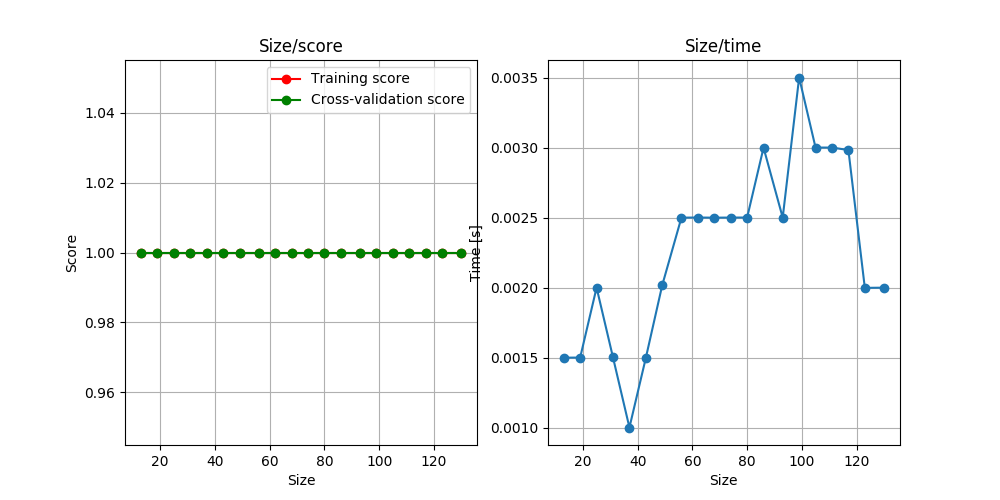 Size/score
Training score
Cross-validation score
1.04
1.02
1.00
0.98
0.96
Score
20 40 60 80 100 120
Size
Size/time
0.0035
0.0030
0.0025
0.0020
0.0015
0.0010
Time [s]
20 40 60 80 100 120
Size